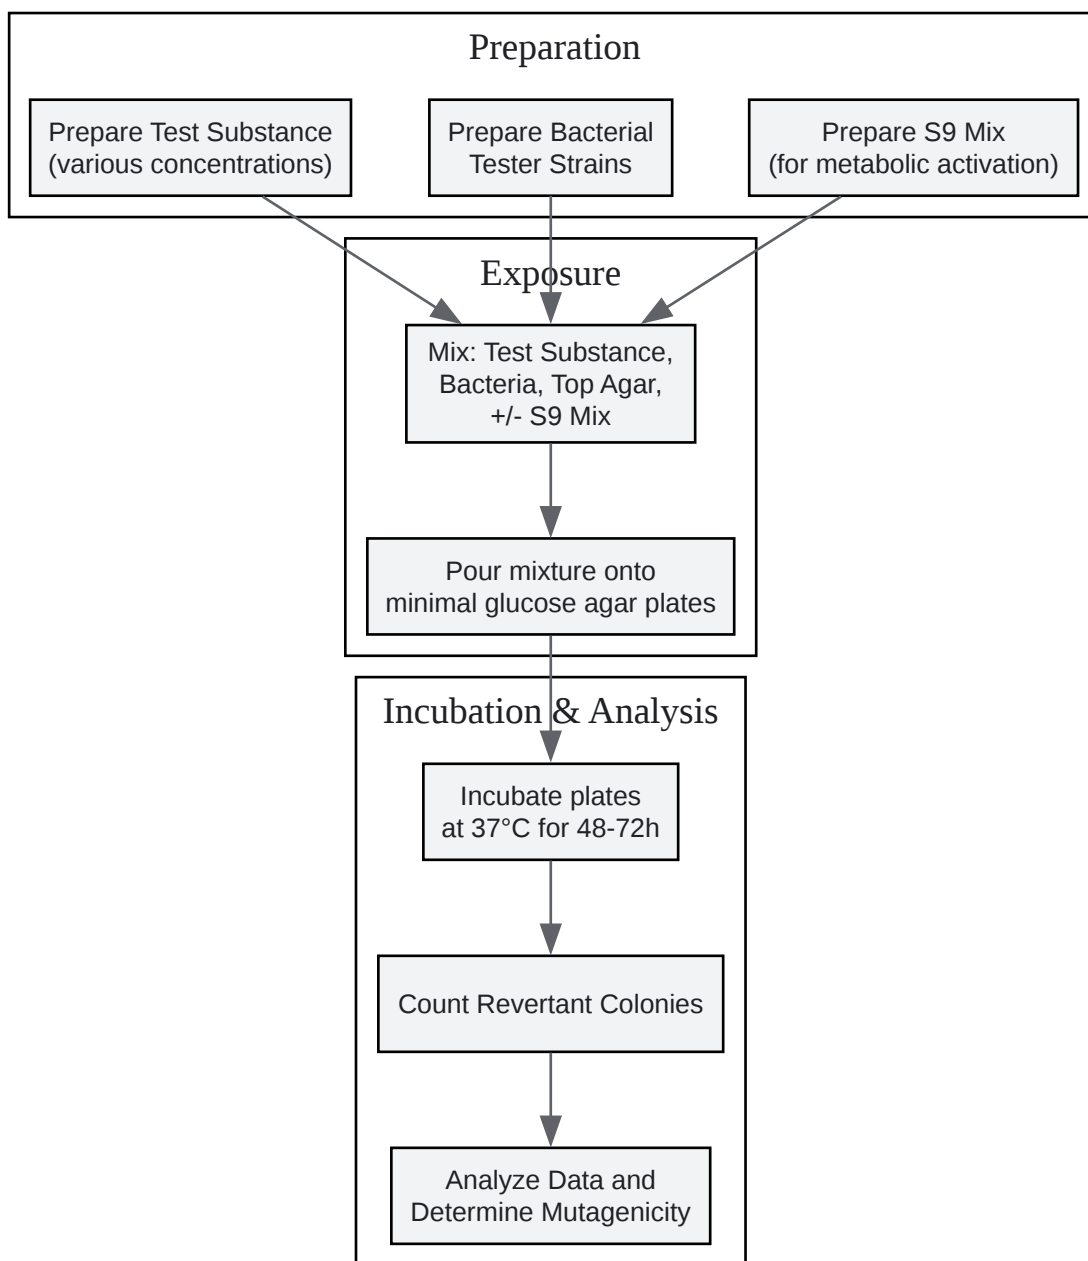 Preparation
Prepare Test Substance
(various concentrations)
Prepare Bacterial
Tester Strains
Prepare S9 Mix
(for metabolic activation)
Exposure
Mix: Test Substance,
Bacteria, Top Agar,
+/- S9 Mix
Pour mixture onto
minimal glucose agar plates
Incubation & Analysis
Incubate plates
at 37°C for 48-72h
Count Revertant Colonies
Analyze Data and
Determine Mutagenicity